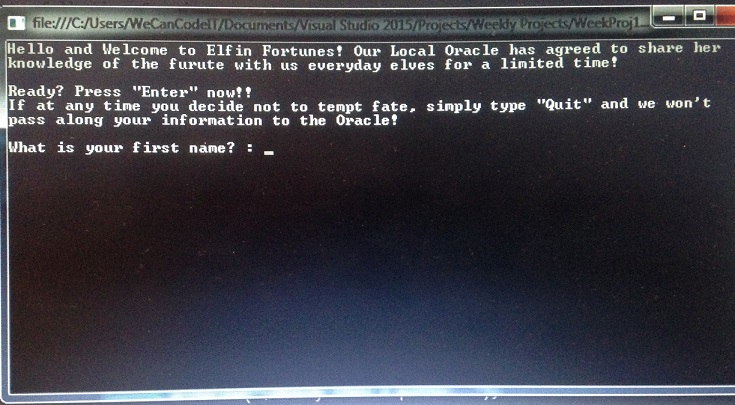 file:///C:/Users/WeCanCodeIT/Documents/Visual Studio 2015/Projects/Weekly Projects/WeekProj1...
Hello and Welcome to Elfin Fortunes! Our Local Oracle has agreed to share her
knowledge of the furute with us everyday elves for a limited time!
Ready? Press "Enter" now!!
If at any time you decide not to tempt fate, simply type "Quit" and we won't
pass along your information to the Oracle!
What is your first name? : _